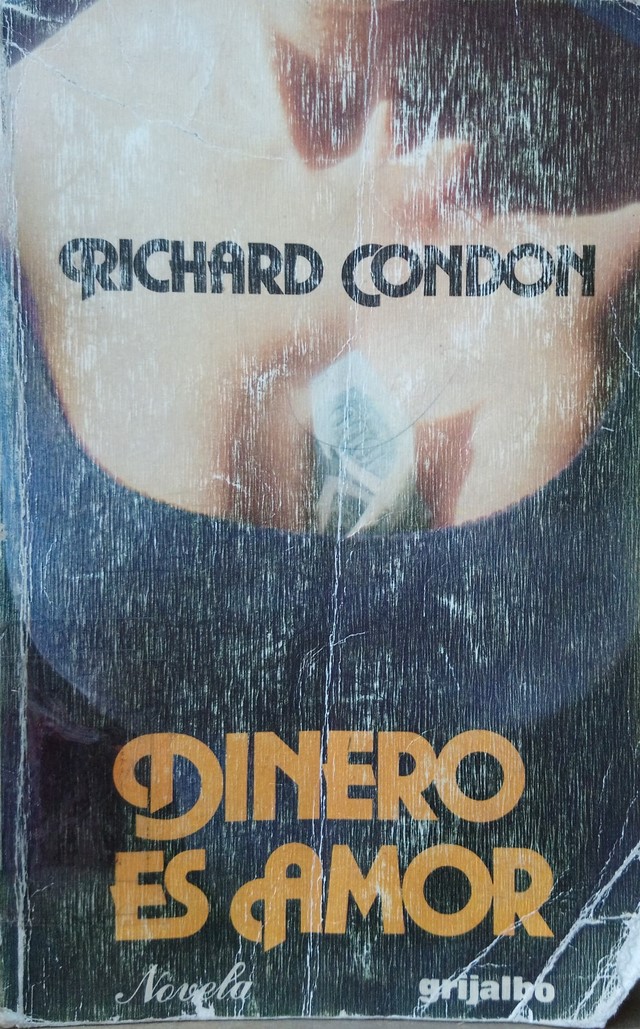 RICHARD CONDON
DINERO
ES AMOR
Novela
grijalbo